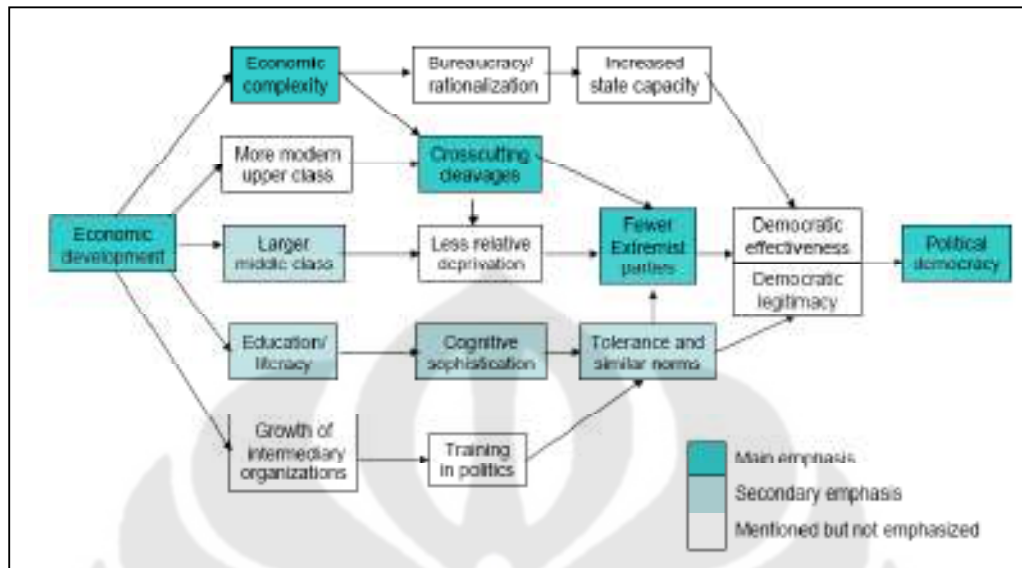 Economic
complexity
Bureaucracy/
rationalization
Increased
state capacity
More modern
upper class
Crosscutting
cleavages
Economic
development
Larger
middle class
Less relative
deprivation
Fewer
Extremist
parties
Democratic
effectiveness
Democratic
legitimacy
Political
democracy
Education/
literacy
Cognitive
sophistication
Tolerance and
similar norms
Growth of
intermediary
organizations
Training
in politics
Main emphasis
Secondary emphasis
Mentioned but not emphasized